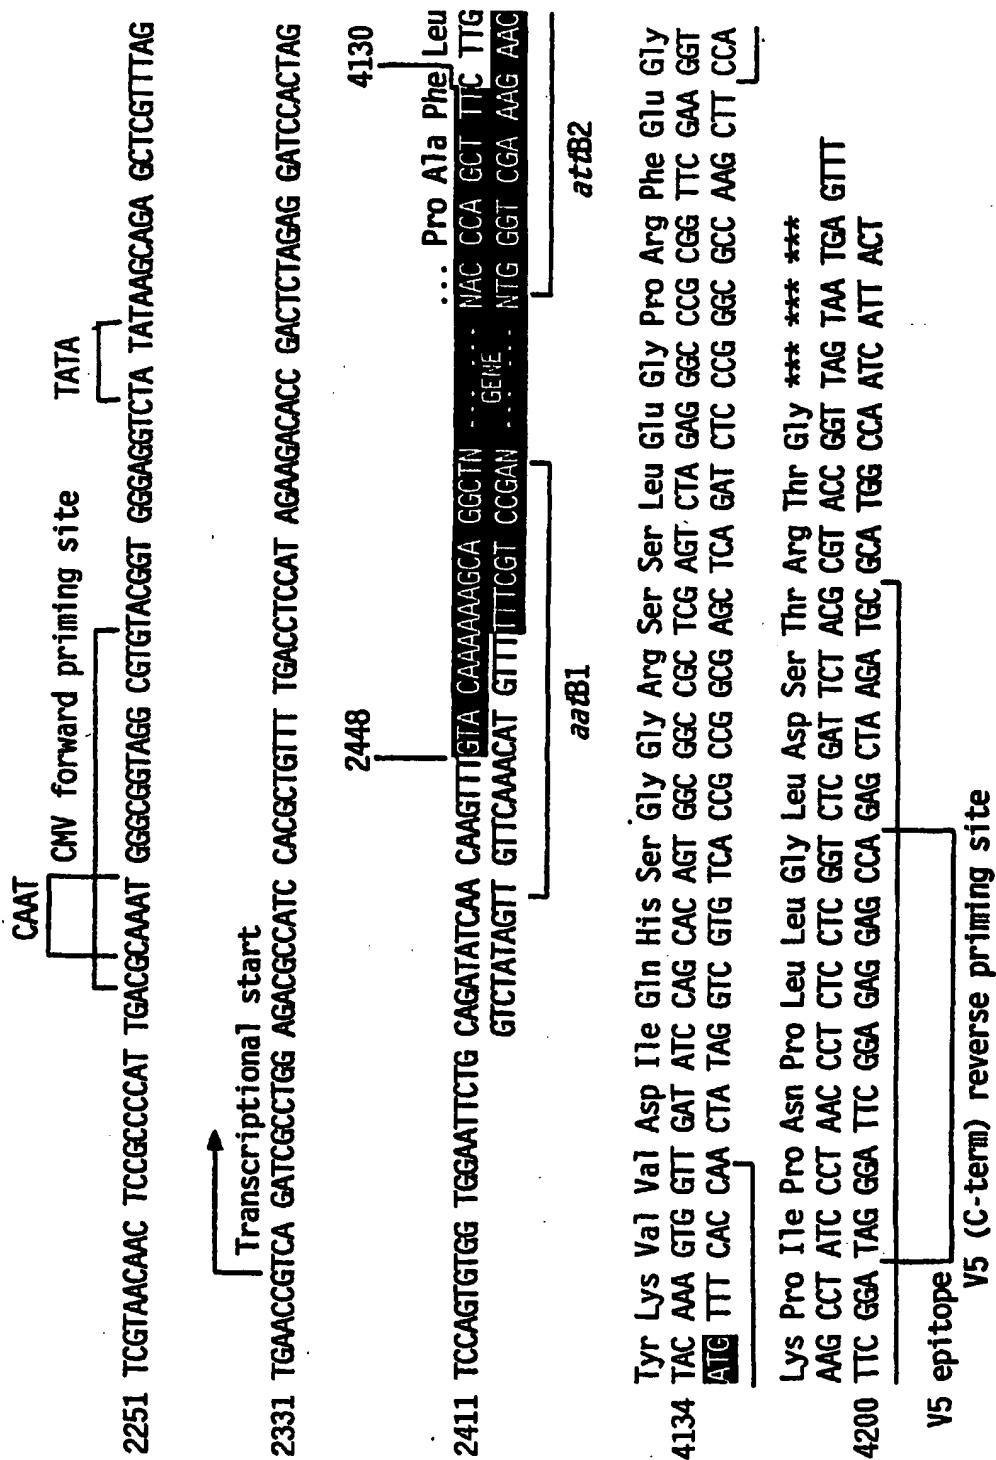 CAAT
CMV forward priming site
TATA
2251 TCGTAACAAC TCCGCCCCAT TGACGCAAAT GGGCGGTAGG CGTGTACGGT GGGAGGTCTA TATAAGCAGA GCTCGTTTAG
Transcriptional start
2331 TGAACCGTCA GATCGCCTGG AGACGCCATC CACGCTGTTT TGACCTCCAT AGAAGACACC GACTCTAGAG GATCCACTAG
2448
4130
... Pro Ala Phe Leu
2411 TCCAGTGTGG TGGAATTCTG CAGATATCAA CAAGTTTGTA CAAAAAAGCA GGCTN ...... NAC CCA GCT TTC TTG
GENE
GTCTATAGTT GTTCAAACAT GTTTTTTCGT CCGAN ...... NTG GGT CGA AAG AAC
aatB1
attB2
Tyr Lys Val Val Asp Ile Gln His Ser Gly Gly Arg Ser Ser Leu Glu Gly Pro Arg Phe Glu Gly
4134 TAC AAA GTG GTT GAT ATC CAG CAC AGT GGC GGC CGC TCG AGT CTA GAG GGC CCG CGG TTC GAA GGT
ATG TTT CAC CAA CTA TAG GTC GTG TCA CCG CCG GCG AGC TCA GAT CTC CCG GGC GCC AAG CTT CCA
Lys Pro Ile Pro Asn Pro Leu Leu Gly Leu Asp Ser Thr Arg Thr Gly *** *** ***
AAG CCT ATC CCT AAC CCT CTC CTC GGT CTC GAT TCT ACG CGT ACC GGT TAG TAA TGA GTTT
4200 TTC GGA TAG GGA TTC GGA GAG GAG CCA GAG CTA AGA TGC GCA TGG CCA ATC ATT ACT
V5 epitope
V5 (C-term) reverse priming site